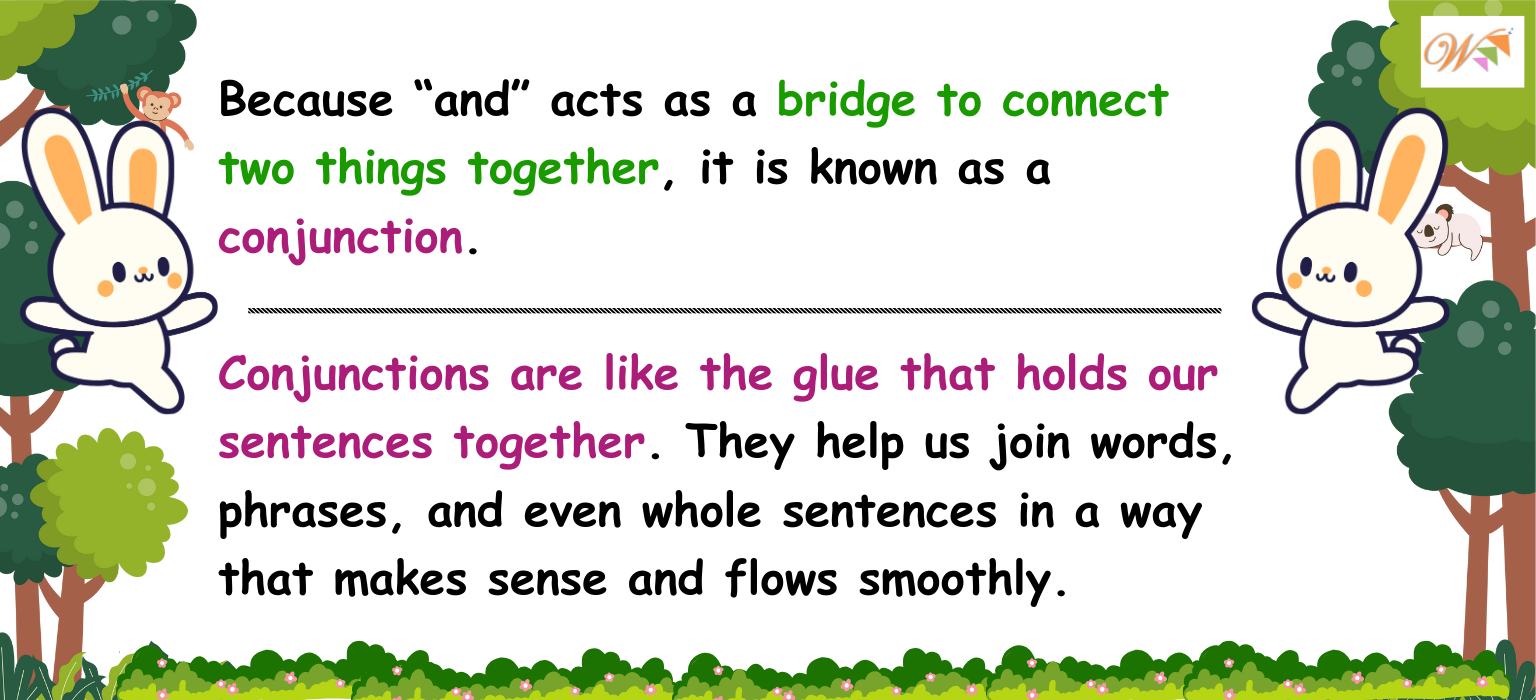 Because “and” acts as a bridge to connect
two things together, it is known as a
conjunction.
Conjunctions are like the glue that holds our
sentences together. They help us join words,
phrases, and even whole sentences in a way
that makes sense and flows smoothly.
W